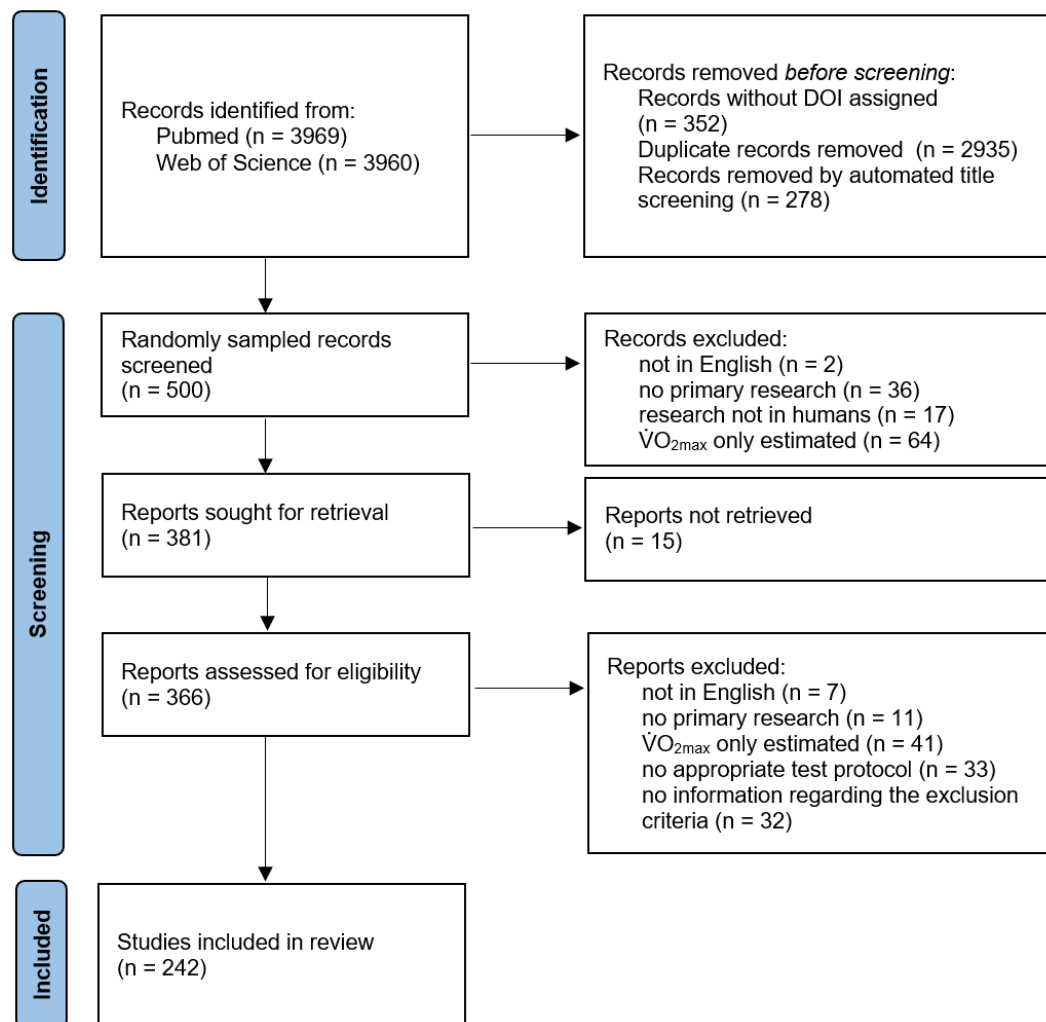 Identification
Records identified from:
Pubmed (n = 3969)
Web of Science (n = 3960)
Records removed before screening:
Records without DOI assigned
(n = 352)
Duplicate records removed (n = 2935)
Records removed by automated title
screening (n = 278)
Screening
Randomly sampled records
screened
(n = 500)
Records excluded:
not in English (n = 2)
no primary research (n = 36)
research not in humans (n = 17)
V̇O₂max only estimated (n = 64)
Reports sought for retrieval
(n = 381)
Reports not retrieved
(n = 15)
Reports assessed for eligibility
(n = 366)
Reports excluded:
not in English (n = 7)
no primary research (n = 11)
V̇O₂max only estimated (n = 41)
no appropriate test protocol (n = 33)
no information regarding the exclusion
criteria (n = 32)
Included
Studies included in review
(n = 242)